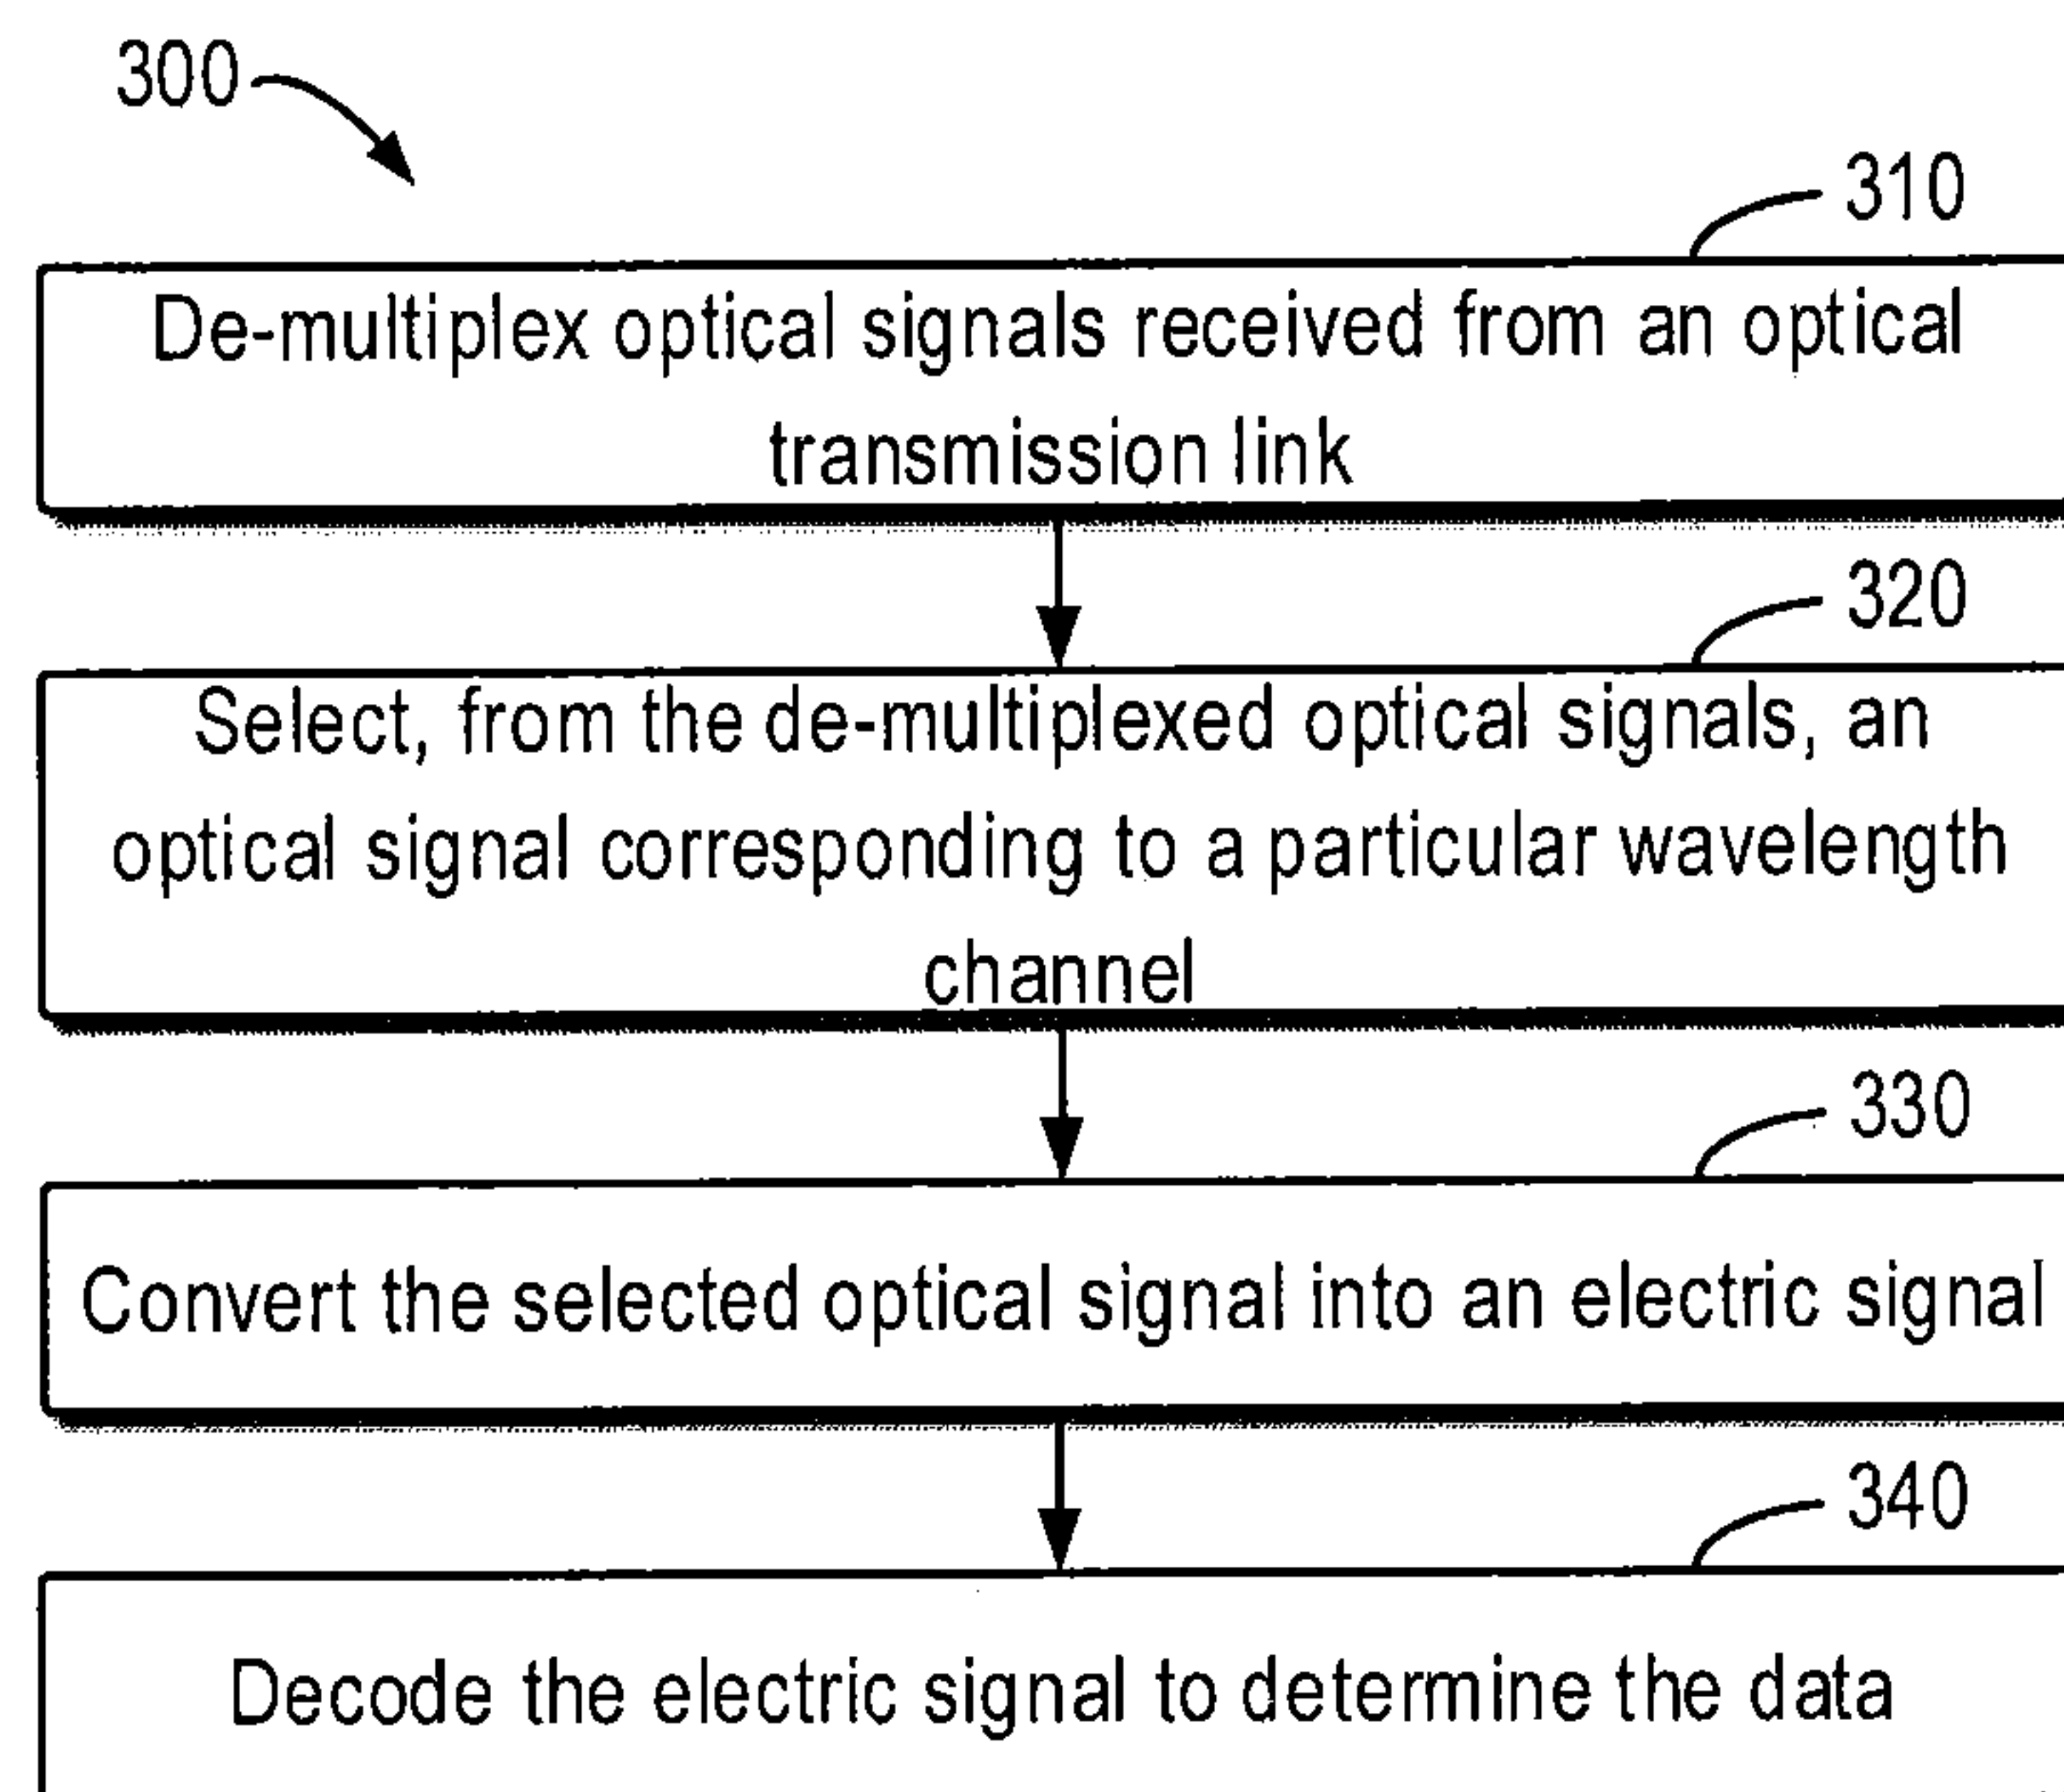 300
310
De-multiplex optical signals received from an optical
transmission link
320
Select, from the de-multiplexed optical signals, an
optical signal corresponding to a particular wavelength
channel
330
Convert the selected optical signal into an electric signal
340
Decode the electric signal to determine the data